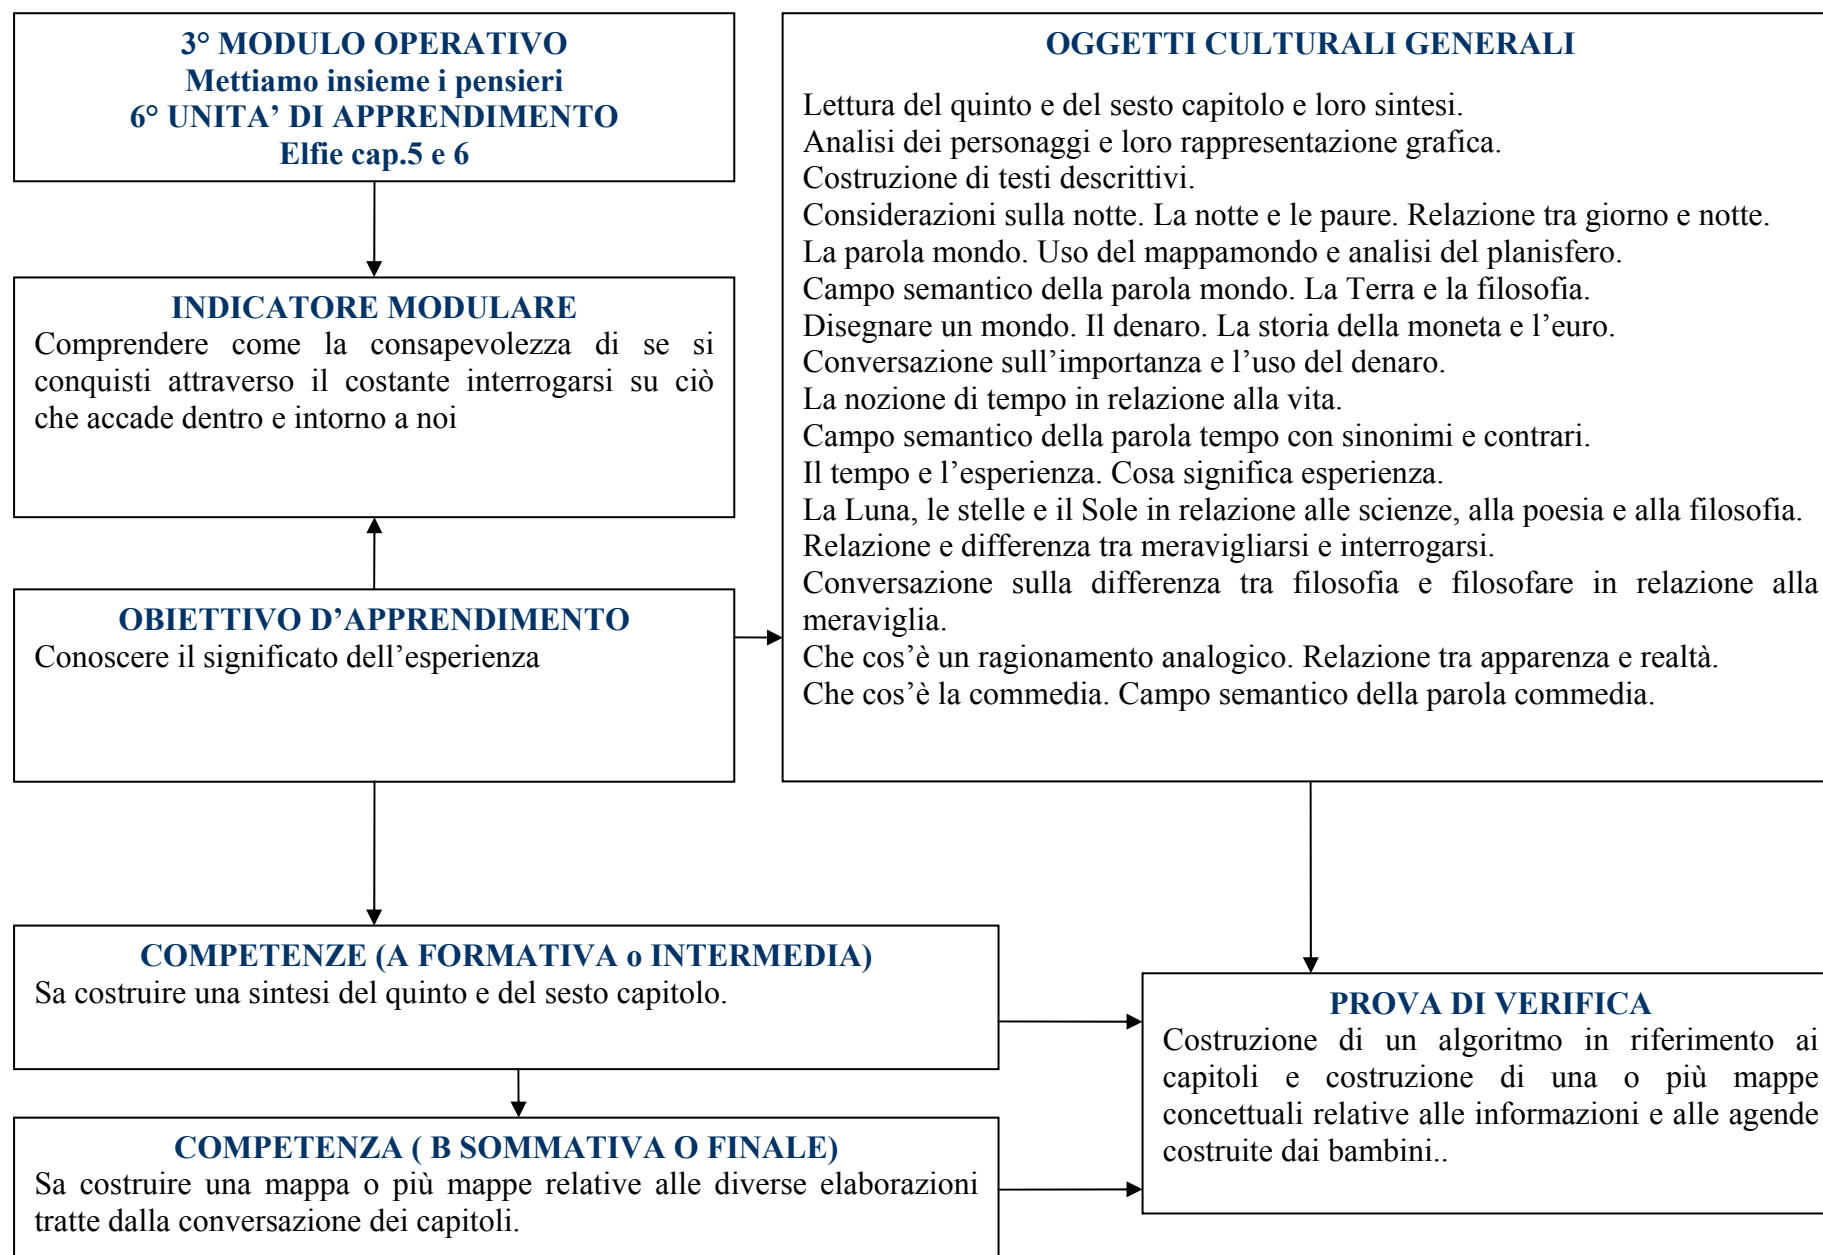 3° MODULO OPERATIVO
Mettiamo insieme i pensieri
6° UNITA’ DI APPRENDIMENTO
Elfie cap.5 e 6
INDICATORE MODULARE
Comprendere come la consapevolezza di se si
conquisti attraverso il costante interrogarsi su ciò
che accade dentro e intorno a noi
OBIETTIVO D’APPRENDIMENTO
Conoscere il significato dell’esperienza
OGGETTI CULTURALI GENERALI
Lettura del quinto e del sesto capitolo e loro sintesi.
Analisi dei personaggi e loro rappresentazione grafica.
Costruzione di testi descrittivi.
Considerazioni sulla notte. La notte e le paure. Relazione tra giorno e notte.
La parola mondo. Uso del mappamondo e analisi del planisfero.
Campo semantico della parola mondo. La Terra e la filosofia.
Disegnare un mondo. Il denaro. La storia della moneta e l’euro.
Conversazione sull’importanza e l’uso del denaro.
La nozione di tempo in relazione alla vita.
Campo semantico della parola tempo con sinonimi e contrari.
Il tempo e l’esperienza. Cosa significa esperienza.
La Luna, le stelle e il Sole in relazione alle scienze, alla poesia e alla filosofia.
Relazione e differenza tra meravigliarsi e interrogarsi.
Conversazione sulla differenza tra filosofia e filosofare in relazione alla
meraviglia.
Che cos’è un ragionamento analogico. Relazione tra apparenza e realtà.
Che cos’è la commedia. Campo semantico della parola commedia.
COMPETENZE (A FORMATIVA o INTERMEDIA)
Sa costruire una sintesi del quinto e del sesto capitolo.
COMPETENZA ( B SOMMATIVA O FINALE)
Sa costruire una mappa o più mappe relative alle diverse elaborazioni
tratte dalla conversazione dei capitoli.
PROVA DI VERIFICA
Costruzione di un algoritmo in riferimento ai
capitoli e costruzione di una o più mappe
concettuali relative alle informazioni e alle agende
costruite dai bambini..